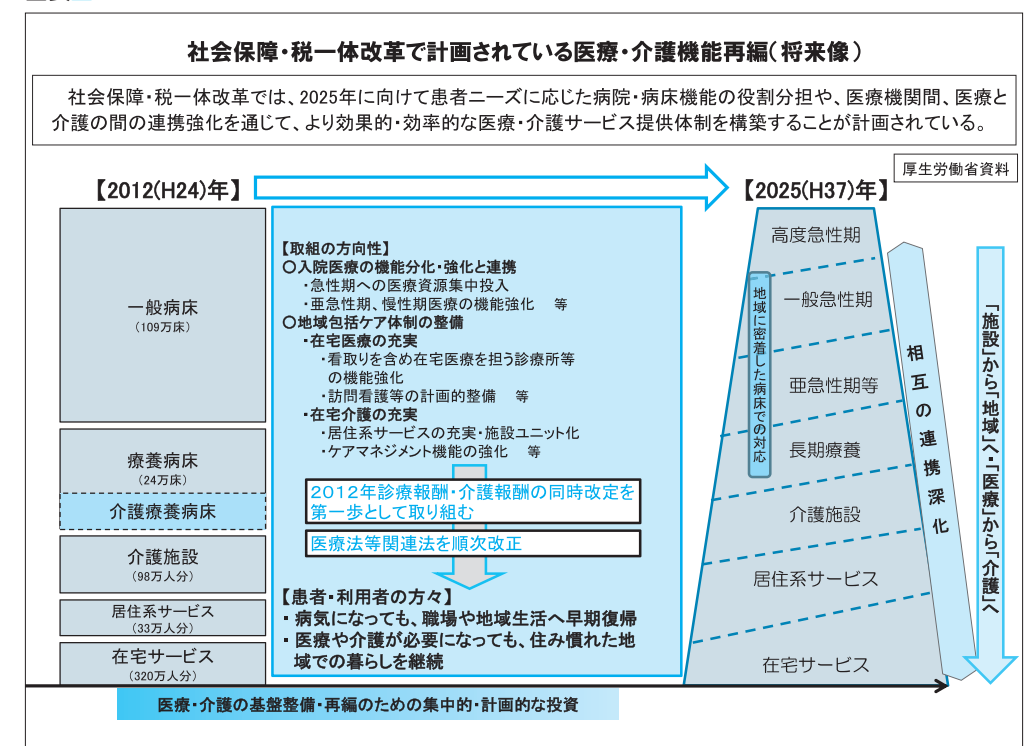 社会保障・税一体改革で計画されている医療・介護機能再編（将来像）
社会保障・税一体改革では、2025年に向けて患者ニーズに応じた病院・病床機能の役割分担や、医療機関間、医療と
介護の間の連携強化を通じて、より効果的・効率的な医療・介護サービス提供体制を構築することが計画されている。
厚生労働省資料
【2012(H24)年】
【2025(H37)年】
一般病床
（109万床）
療養病床
（24万床）
介護療養病床
介護施設
（98万人分）
居住系サービス
（33万人分）
在宅サービス
（320万人分）
【取組の方向性】
○入院医療の機能分化・強化と連携
・急性期への医療資源集中投入
・亜急性期、慢性期医療の機能強化　等
○地域包括ケア体制の整備
・在宅医療の充実
・看取りを含め在宅医療を担う診療所等
の機能強化
・訪問看護等の計画的整備　等
・在宅介護の充実
・居住系サービスの充実・施設ユニット化
・ケアマネジメント機能の強化　等
２０１２年診療報酬・介護報酬の同時改定を
第一歩として取り組む
医療法等関連法を順次改正
【患者・利用者の方々】
・病気になっても、職場や地域生活へ早期復帰
・医療や介護が必要になっても、住み慣れた地
域での暮らしを継続
高度急性期
一般急性期
亜急性期等
長期療養
介護施設
居住系サービス
在宅サービス
地域に密着した病床での対応
相互の連携深化
「施設」から「地域」へ・「医療」から「介護」へ
医療・介護の基盤整備・再編のための集中的・計画的な投資